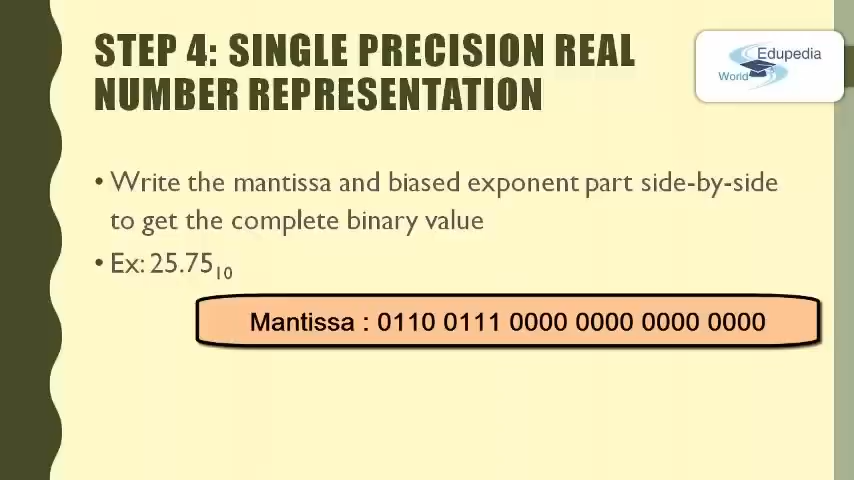 STEP 4: SINGLE PRECISION REAL
NUMBER REPRESENTATION
Edupedia
World
• Write the mantissa and biased exponent part side-by-side
to get the complete binary value
• Ex: 25.75₁₀
Mantissa : 0110 0111 0000 0000 0000 0000